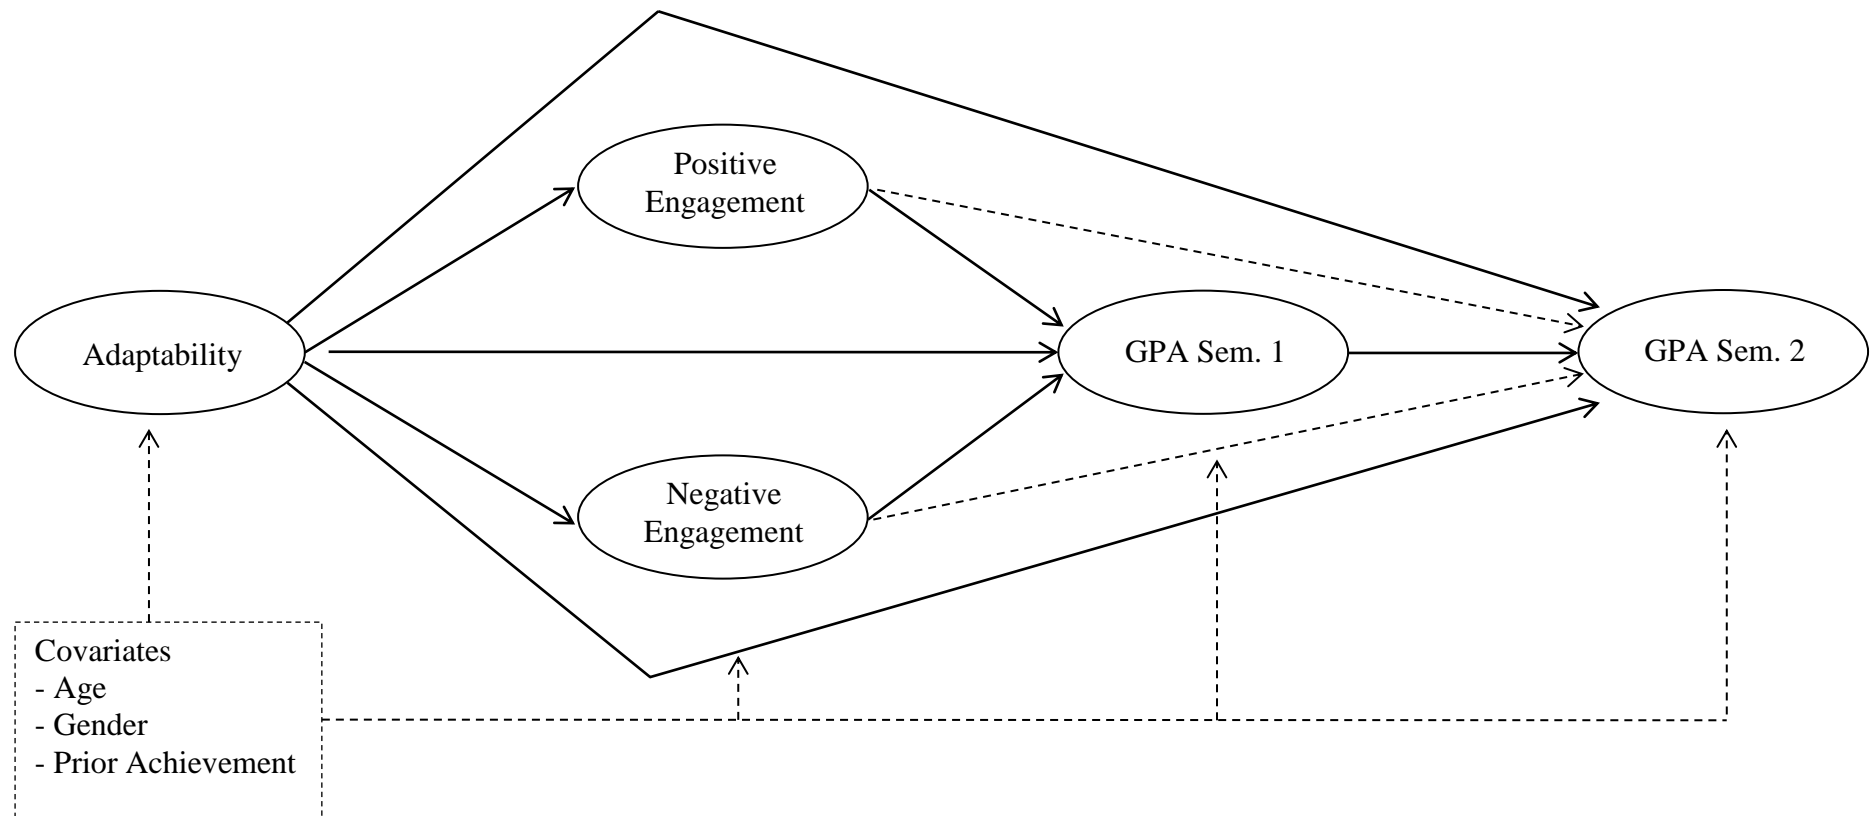 Positive
Engagement
Adaptability
GPA Sem. 1
GPA Sem. 2
Negative
Engagement
Covariates
- Age
- Gender
- Prior Achievement